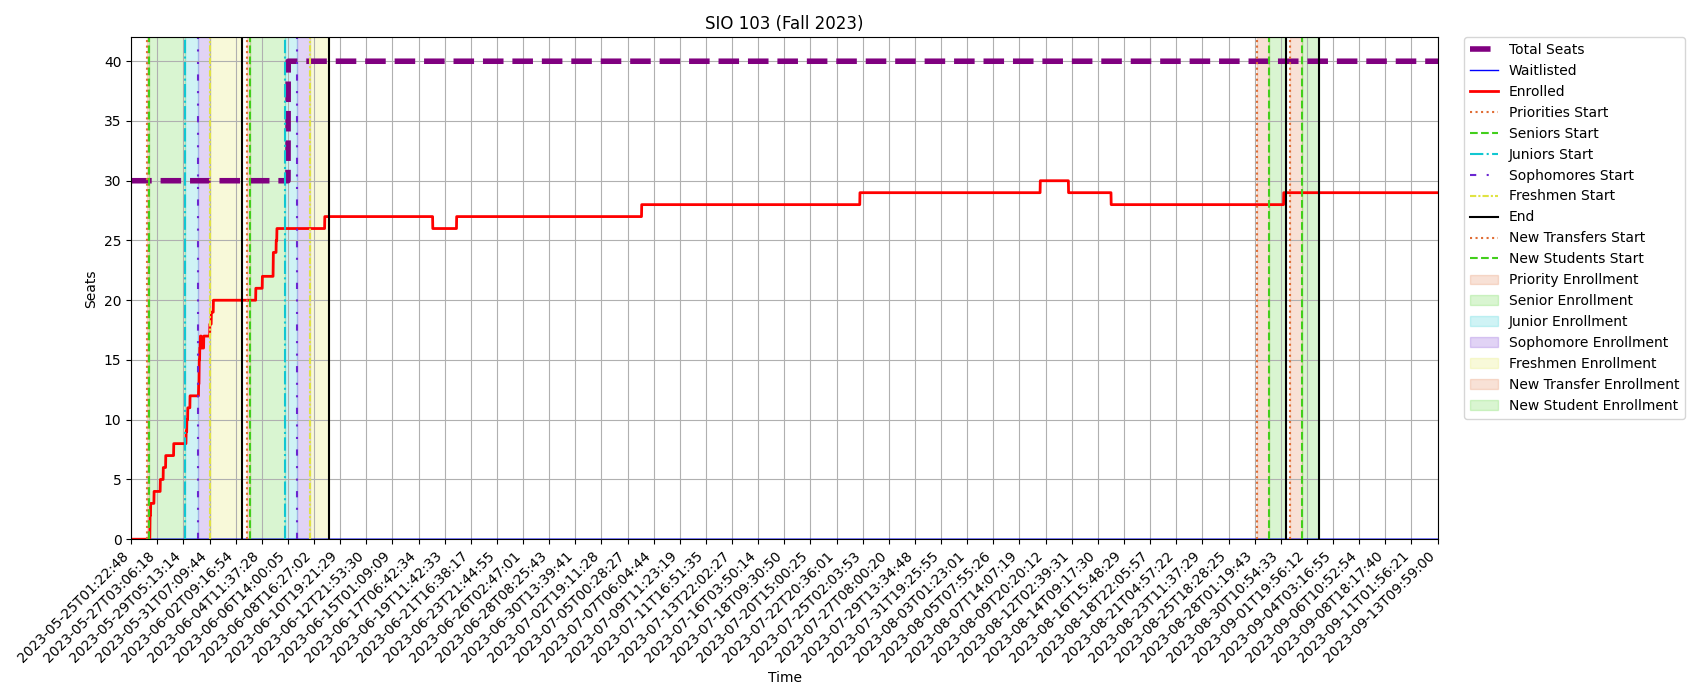 SIO 103 (Fall 2023)
Seats
40
35
30
25
20
15
10
5
0
2023-05-25T01:22:48
2023-05-27T03:06:18
2023-05-29T05:13:14
2023-05-31T07:09:44
2023-06-02T09:16:54
2023-06-04T11:37:28
2023-06-06T14:00:05
2023-06-08T16:27:02
2023-06-10T19:21:29
2023-06-12T21:53:30
2023-06-15T01:09:09
2023-06-17T06:42:34
2023-06-19T11:42:33
2023-06-21T16:38:17
2023-06-23T21:44:55
2023-06-26T02:47:01
2023-06-28T08:25:43
2023-06-30T13:39:41
2023-07-02T19:11:28
2023-07-05T00:28:27
2023-07-07T06:04:44
2023-07-09T11:23:19
2023-07-11T16:51:35
2023-07-13T22:02:27
2023-07-16T03:50:14
2023-07-18T09:30:50
2023-07-20T15:00:25
2023-07-22T20:36:01
2023-07-25T02:03:53
2023-07-27T08:00:20
2023-07-29T13:34:48
2023-07-31T19:25:55
2023-08-03T01:23:01
2023-08-05T07:55:26
2023-08-07T14:07:19
2023-08-09T20:20:12
2023-08-12T02:39:31
2023-08-14T09:17:30
2023-08-16T15:48:29
2023-08-18T22:05:57
2023-08-21T04:57:22
2023-08-23T11:37:29
2023-08-25T18:28:25
2023-08-28T01:19:43
2023-08-30T10:54:33
2023-09-01T19:56:12
2023-09-04T03:16:55
2023-09-06T10:52:54
2023-09-08T18:17:40
2023-09-11T01:56:21
2023-09-13T09:59:00
Time
Total Seats
Waitlisted
Enrolled
Priorities Start
Seniors Start
Juniors Start
Sophomores Start
Freshmen Start
End
New Transfers Start
New Students Start
Priority Enrollment
Senior Enrollment
Junior Enrollment
Sophomore Enrollment
Freshmen Enrollment
New Transfer Enrollment
New Student Enrollment